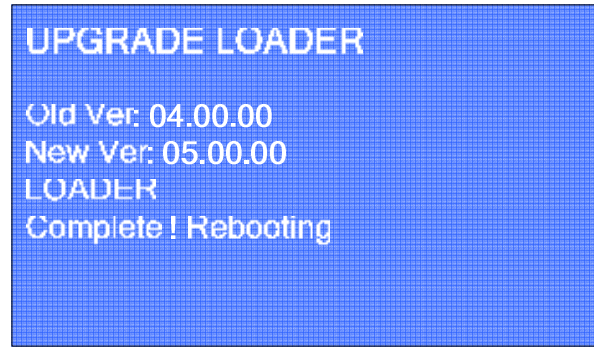 UPGRADE LOADER
Old Ver: 04.00.00
New Ver: 05.00.00
LOADER
Complete ! Rebooting